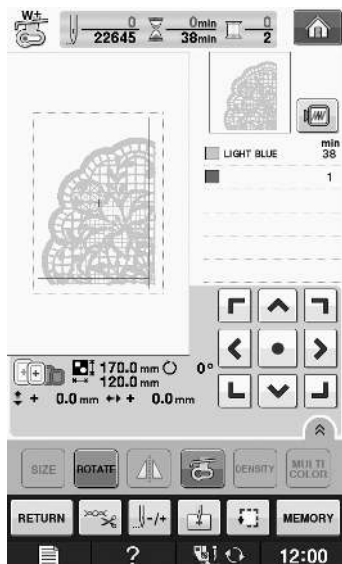 W+
0 0min 0
22645 38min 2
min
LIGHT BLUE 38
1
170.0 mm 0°
120.0 mm
+ 0.0 mm + 0.0 mm
SIZE ROTATE DENSITY MULTI COLOR
RETURN -/+ MEMORY
? 12:00